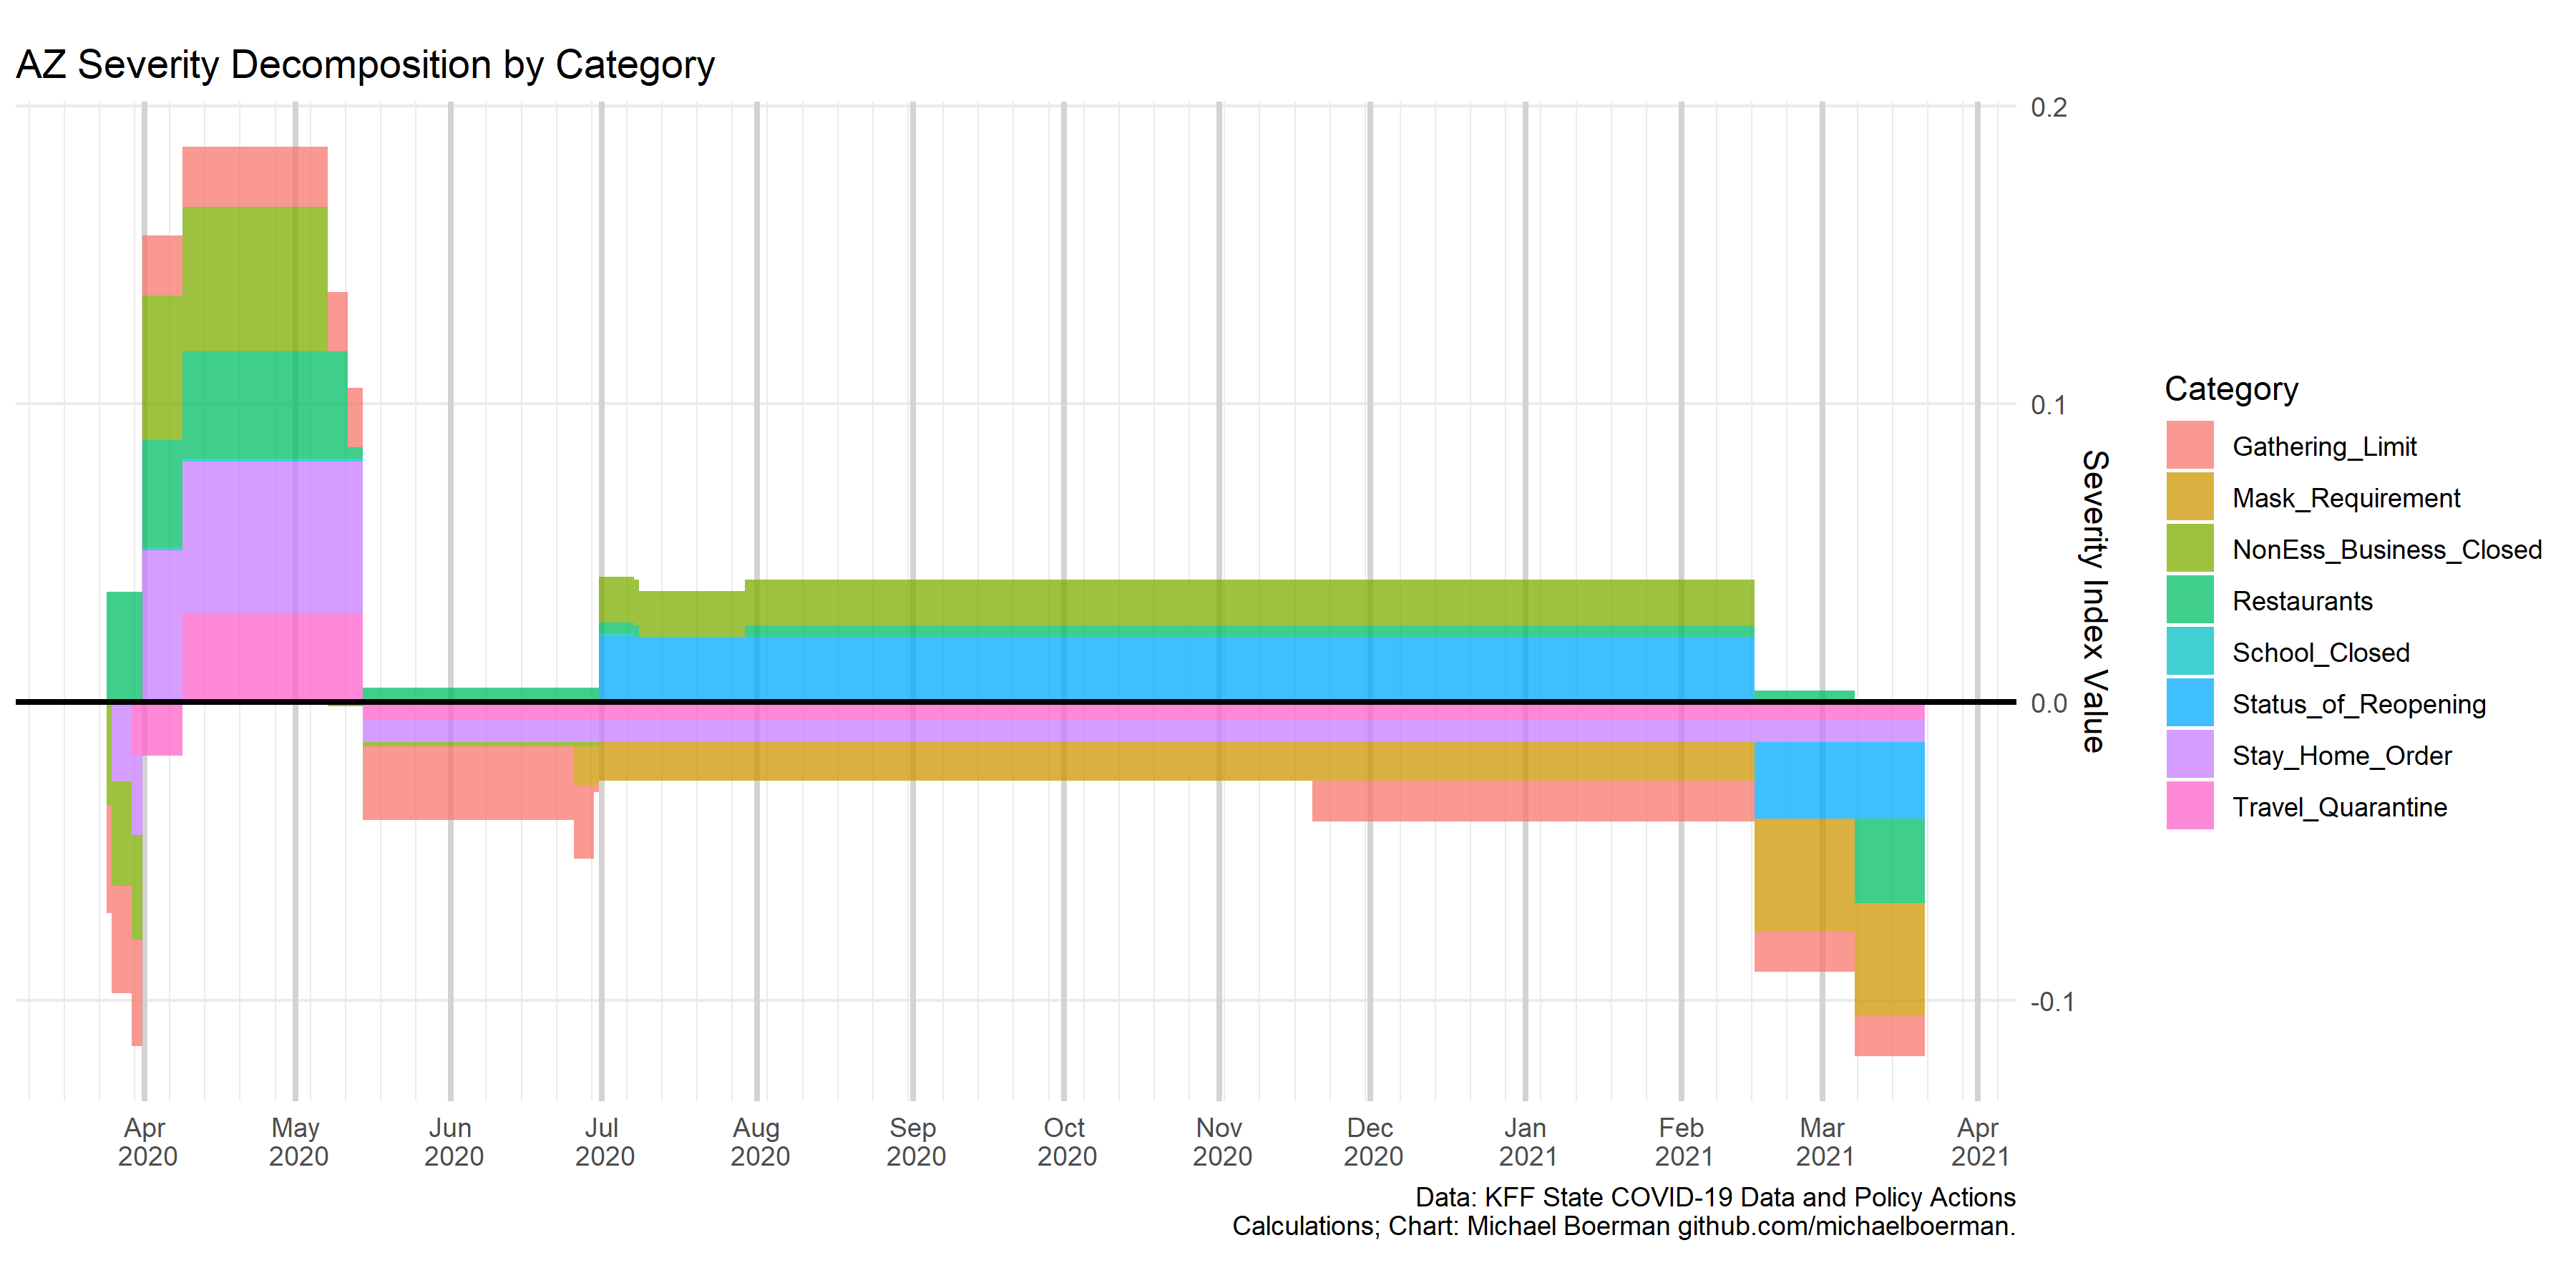 AZ Severity Decomposition by Category
0.2
0.1
0.0
-0.1
Severity Index Value
Apr
2020
May
2020
Jun
2020
Jul
2020
Aug
2020
Sep
2020
Oct
2020
Nov
2020
Dec
2020
Jan
2021
Feb
2021
Mar
2021
Apr
2021
Category
Gathering_Limit
Mask_Requirement
NonEss_Business_Closed
Restaurants
School_Closed
Status_of_Reopening
Stay_Home_Order
Travel_Quarantine
Data: KFF State COVID-19 Data and Policy Actions
Calculations; Chart: Michael Boerman github.com/michaelboerman.